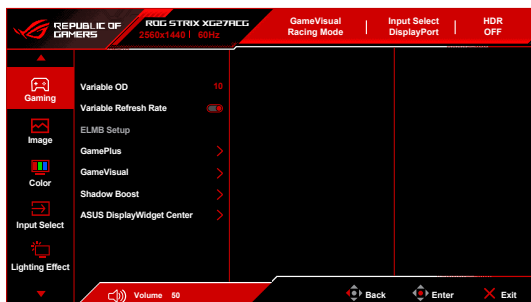 REPUBLIC OF
GAMERS
ROG STRIX XG27ACG
2560x1440 | 60Hz
GameVisual
Racing Mode
Input Select
DisplayPort
HDR
OFF
Gaming
Image
Color
Input Select
Lighting Effect
Variable OD 10
Variable Refresh Rate
ELMB Setup
GamePlus
GameVisual
Shadow Boost
ASUS DisplayWidget Center
Volume 50
Back
Enter
Exit